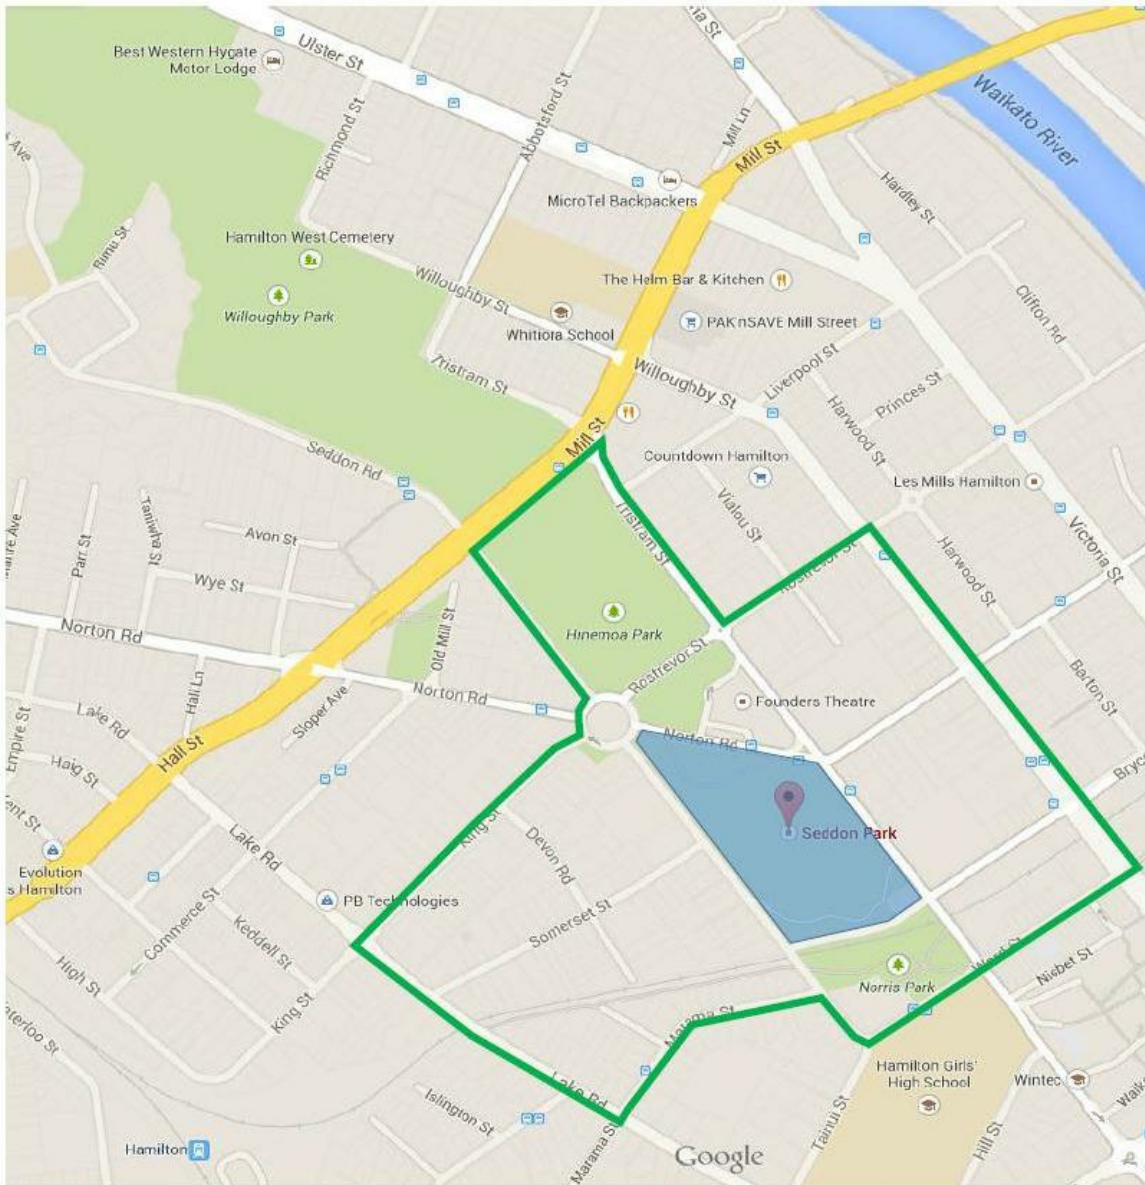 Best Western Hygate
Motor Lodge
Ulster St
Richmond St
Abbotsford St
Mill Ln
Mill St
Waikato River
Hardley St
MicroTel Backpackers
Hamilton West Cemetery
Rimu St
Willoughby Park
Willoughby St
The Helm Bar & Kitchen
Clifton Rd
Whitiora School
PAK'nSAVE Mill Street
Tristram St
Willoughby St
Liverpool St
Princes St
Harwood St
Mill St
Seddon Rd
Countdown Hamilton
Les Mills Hamilton
Vialou St
Tristram St
Victoria St
Taniwha St
Parr St
Avon St
Rostrevor St
Harwood St
Wye St
Hinemoa Park
Norton Rd
Old Mill St
Rostrevor St
Barton St
Hall Ln
Sloper Ave
Norton Rd
Founders Theatre
Lake Rd
Empire St
Hall St
Norton Rd
Haig St
Seddon Park
Lake Rd
King St
Devon Rd
Evolution
s Hamilton
PB Technologies
Commerce St
Keddell St
Somerset St
High St
Ward St
Nisbet St
Norris Park
King St
Marama St
Hamilton Girls'
High School
Wintec
Lake Rd
Islington St
Marama St
Tainui St
Hill St
Hamilton
Google